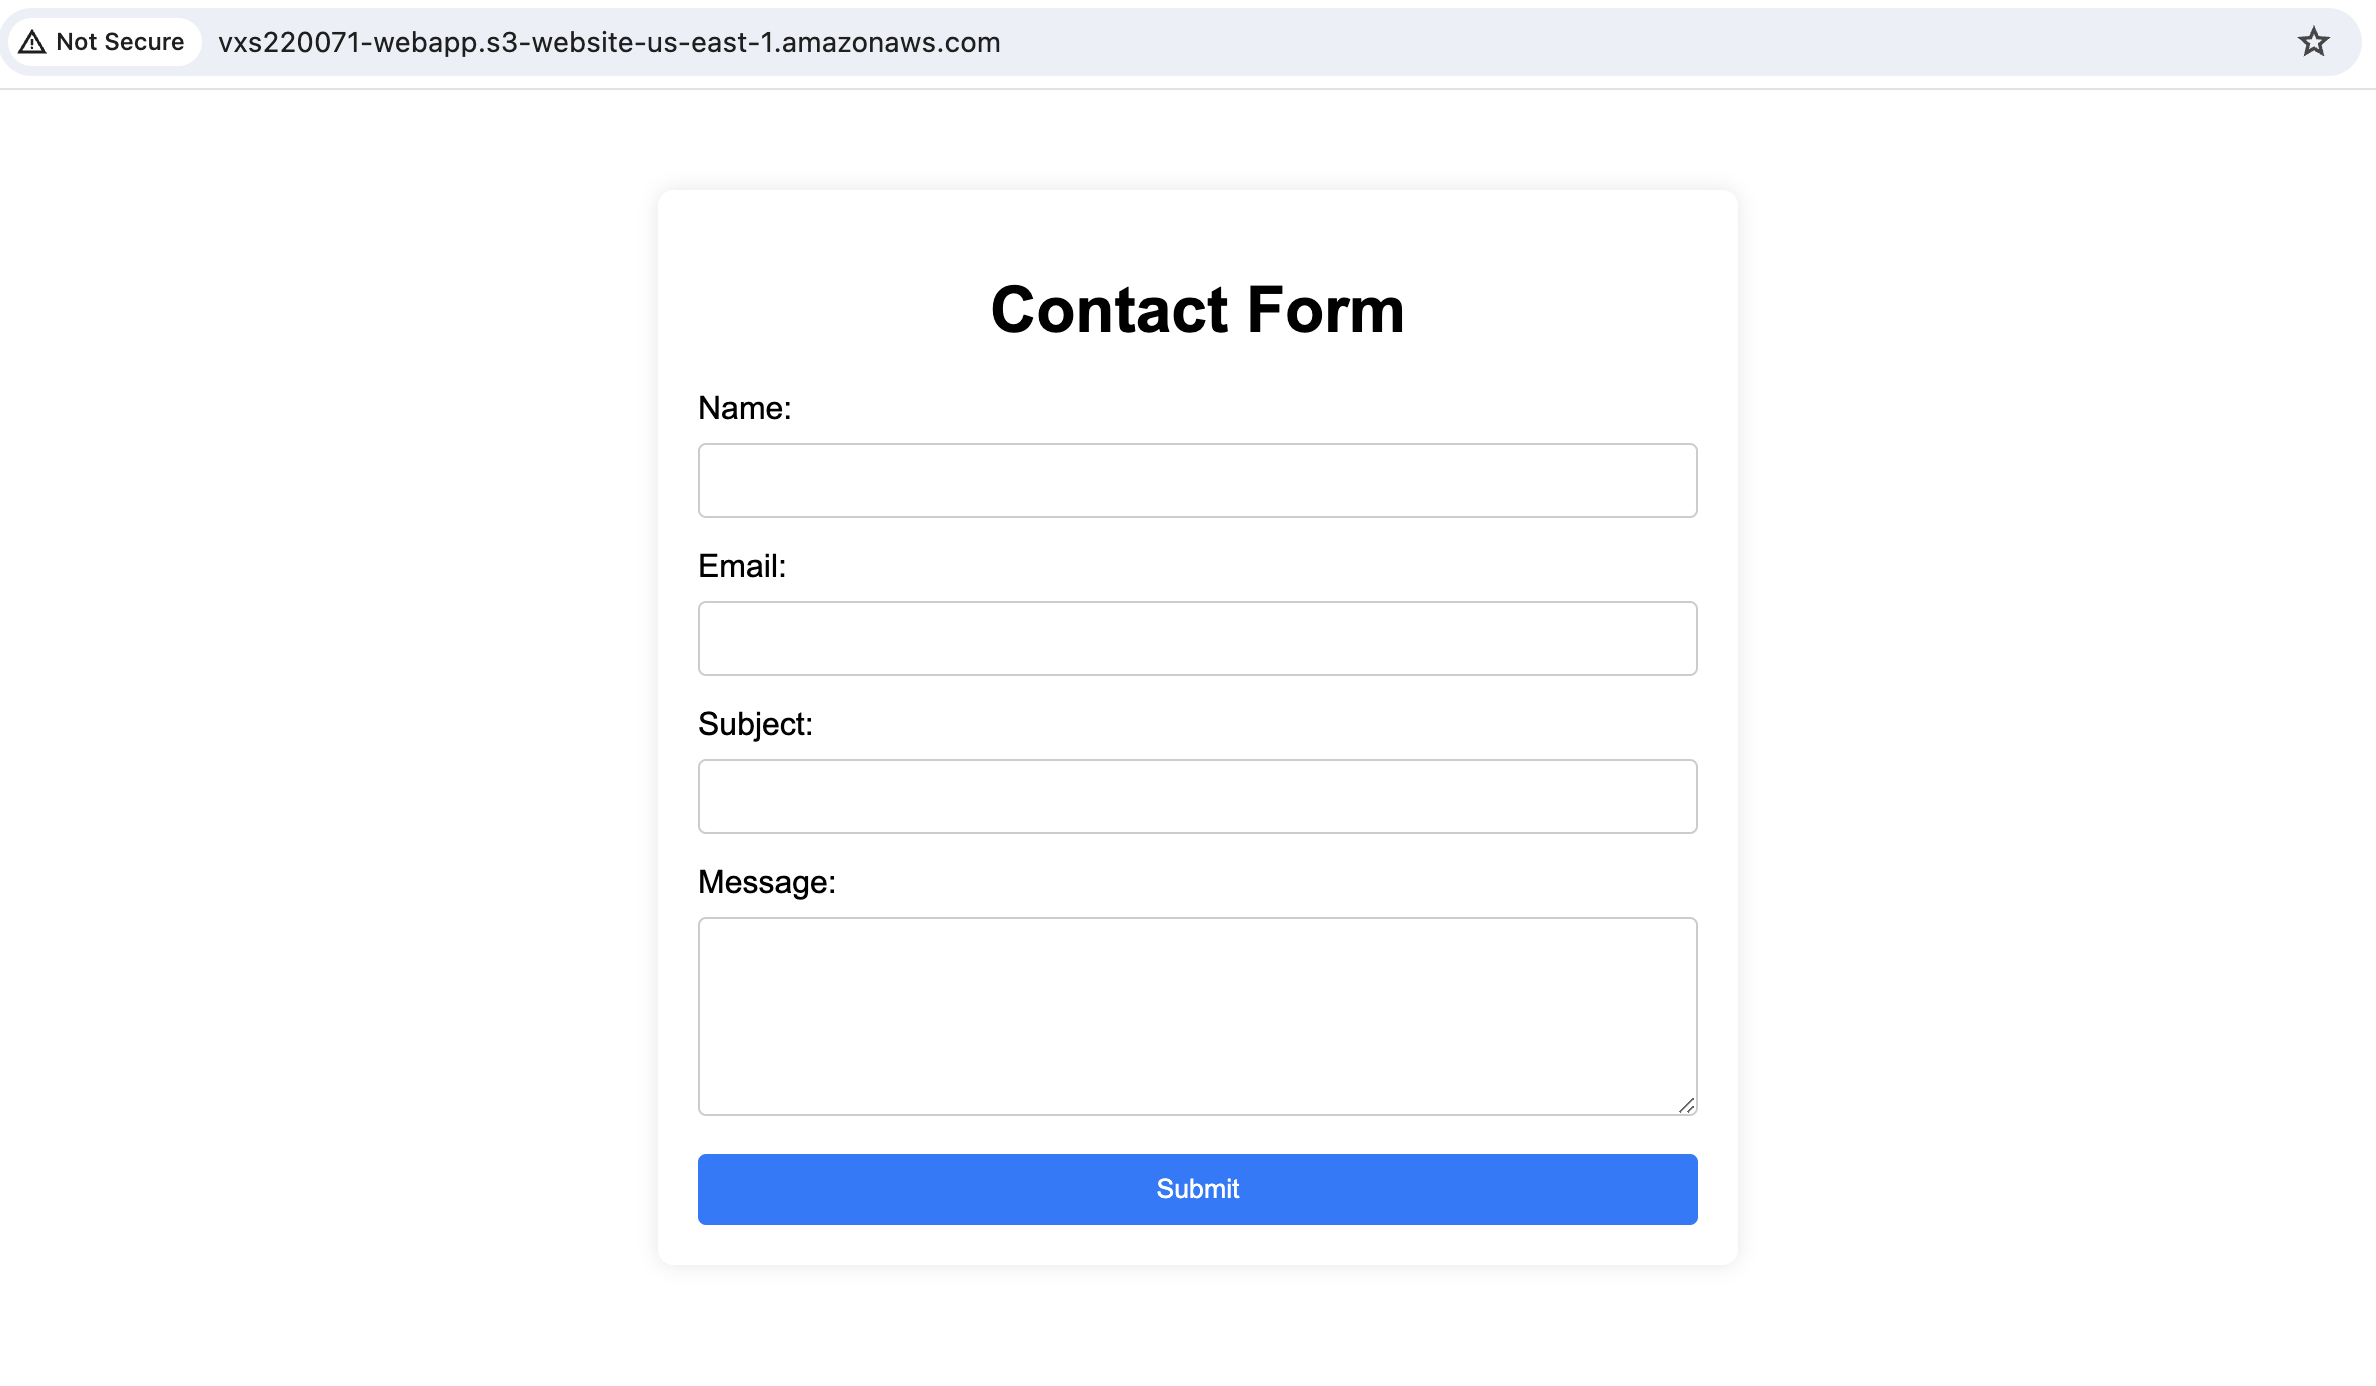 Not Secure vxs220071-webapp.s3-website-us-east-1.amazonaws.com
Contact Form
Name:
Email:
Subject:
Message:
Submit